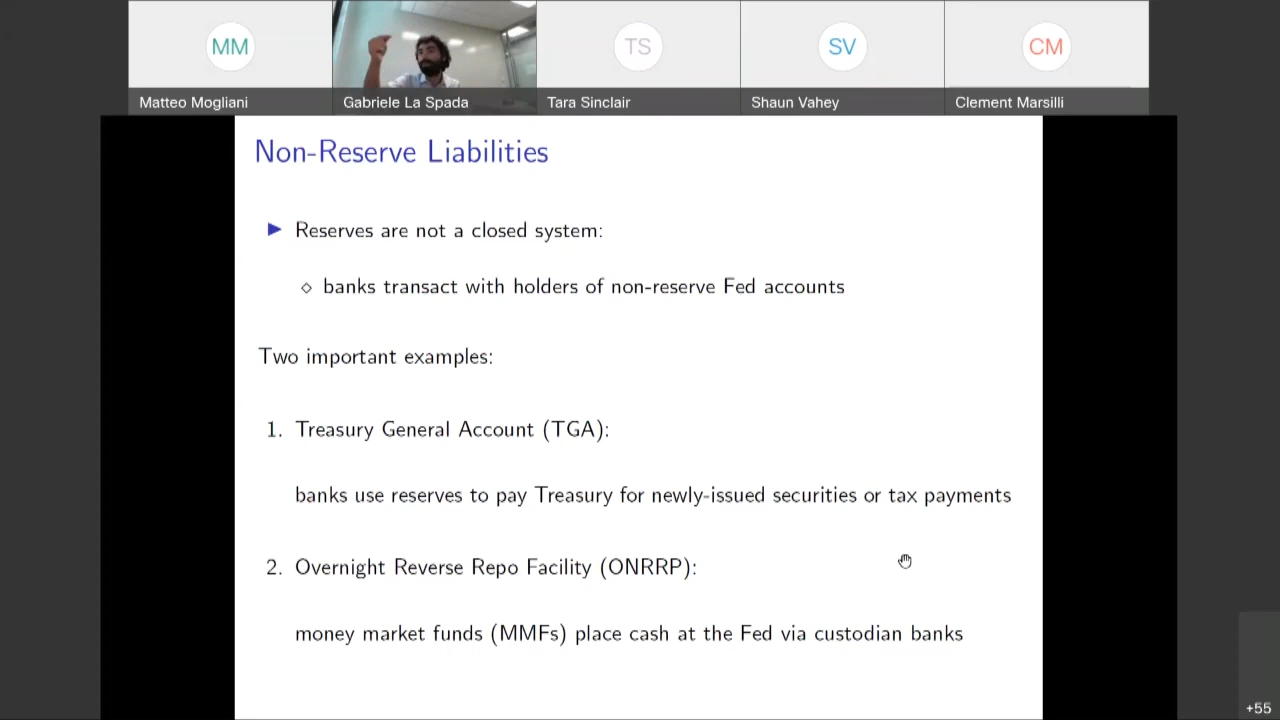 MM
TS
SV
CM
Matteo Mogliani
Gabriele La Spada
Tara Sinclair
Shaun Vahey
Clement Marsilli
Non-Reserve Liabilities
▶ Reserves are not a closed system:
◇ banks transact with holders of non-reserve Fed accounts
Two important examples:
1. Treasury General Account (TGA):
banks use reserves to pay Treasury for newly-issued securities or tax payments
2. Overnight Reverse Repo Facility (ONRRP):
money market funds (MMFs) place cash at the Fed via custodian banks
+55